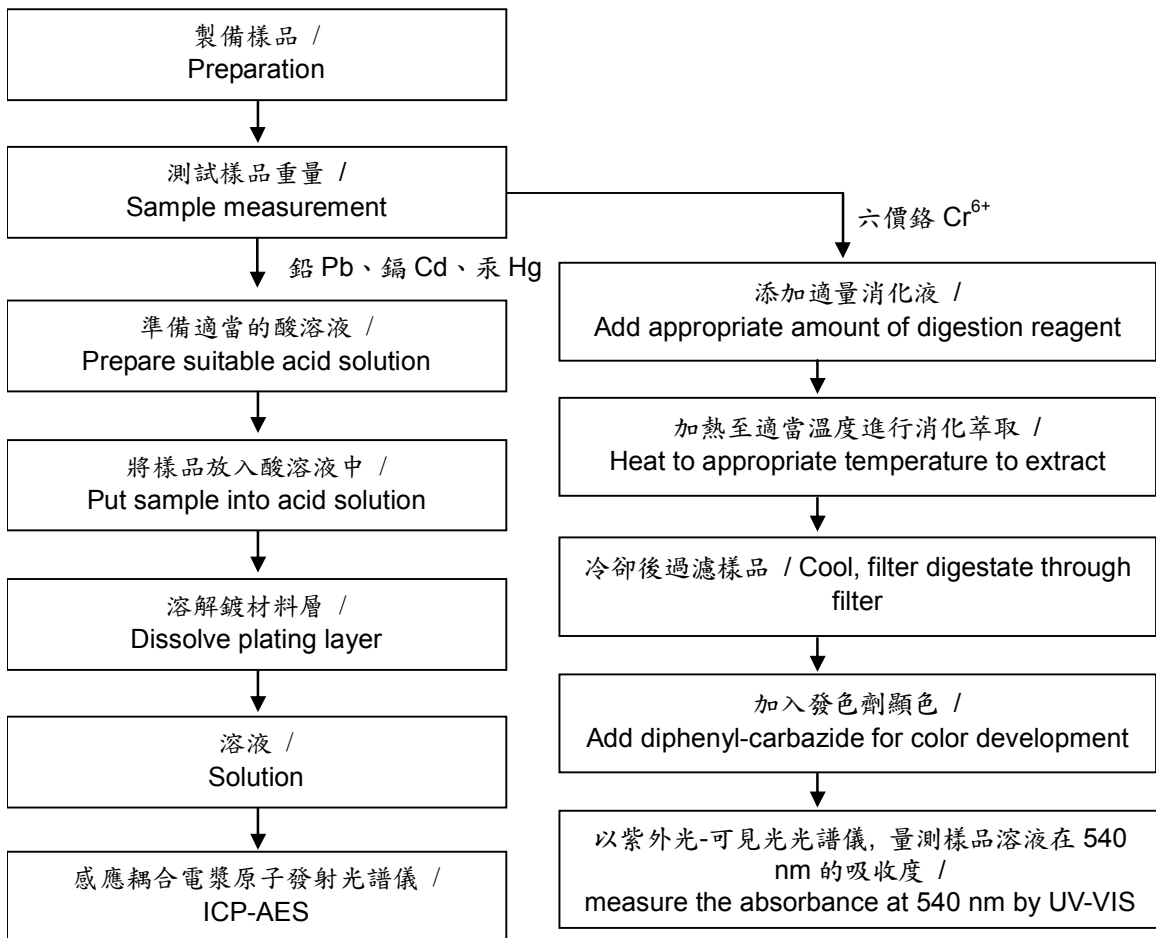 製備樣品 /
Preparation
測試樣品重量 /
Sample measurement
鉛 Pb、鎘 Cd、汞 Hg
準備適當的酸溶液 /
Prepare suitable acid solution
將樣品放入酸溶液中 /
Put sample into acid solution
溶解鍍材料層 /
Dissolve plating layer
溶液 /
Solution
感應耦合電漿原子發射光譜儀 /
ICP-AES
六價鉻 Cr6+
添加適量消化液 /
Add appropriate amount of digestion reagent
加熱至適當溫度進行消化萃取 /
Heat to appropriate temperature to extract
冷卻後過濾樣品 / Cool, filter digestate through
filter
加入發色劑顯色 /
Add diphenyl-carbazide for color development
以紫外光-可見光光譜儀, 量測樣品溶液在 540
nm 的吸收度 /
measure the absorbance at 540 nm by UV-VIS